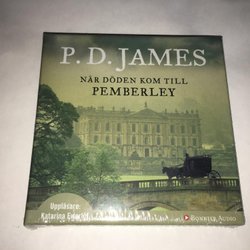 P. D. JAMES
NÄR DÖDEN KOM TILL
PEMBERLEY
Uppläsare:
Katarina
BONNIER AUDIO